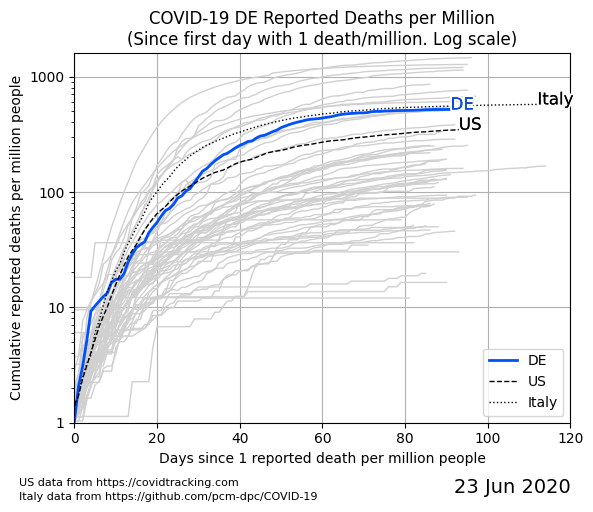 COVID-19 DE Reported Deaths per Million
(Since first day with 1 death/million. Log scale)
Cumulative reported deaths per million people
1000
100
10
1
DE
Italy
US
DE
US
Italy
0 20 40 60 80 100 120
Days since 1 reported death per million people
US data from https://covidtracking.com
Italy data from https://github.com/pcm-dpc/COVID-19
23 Jun 2020